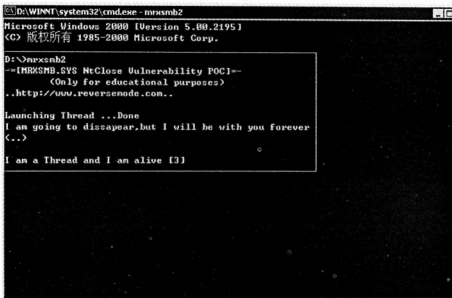 D:\WINNT\system32\cmd.exe - mrxsmb2
Microsoft Windows 2000 [Version 5.00.2195]
(C) 版权所有 1985-2000 Microsoft Corp.
D:\>mrxsmb2
-=[MRXSMB.SYS NtClose Vulnerability POC]=-
(Only for educational purposes)
..http://www.reversemode.com..
Launching Thread ...Done
I am going to dissapear,but I will be with you forever
(..)
I am a Thread and I am alive [3]